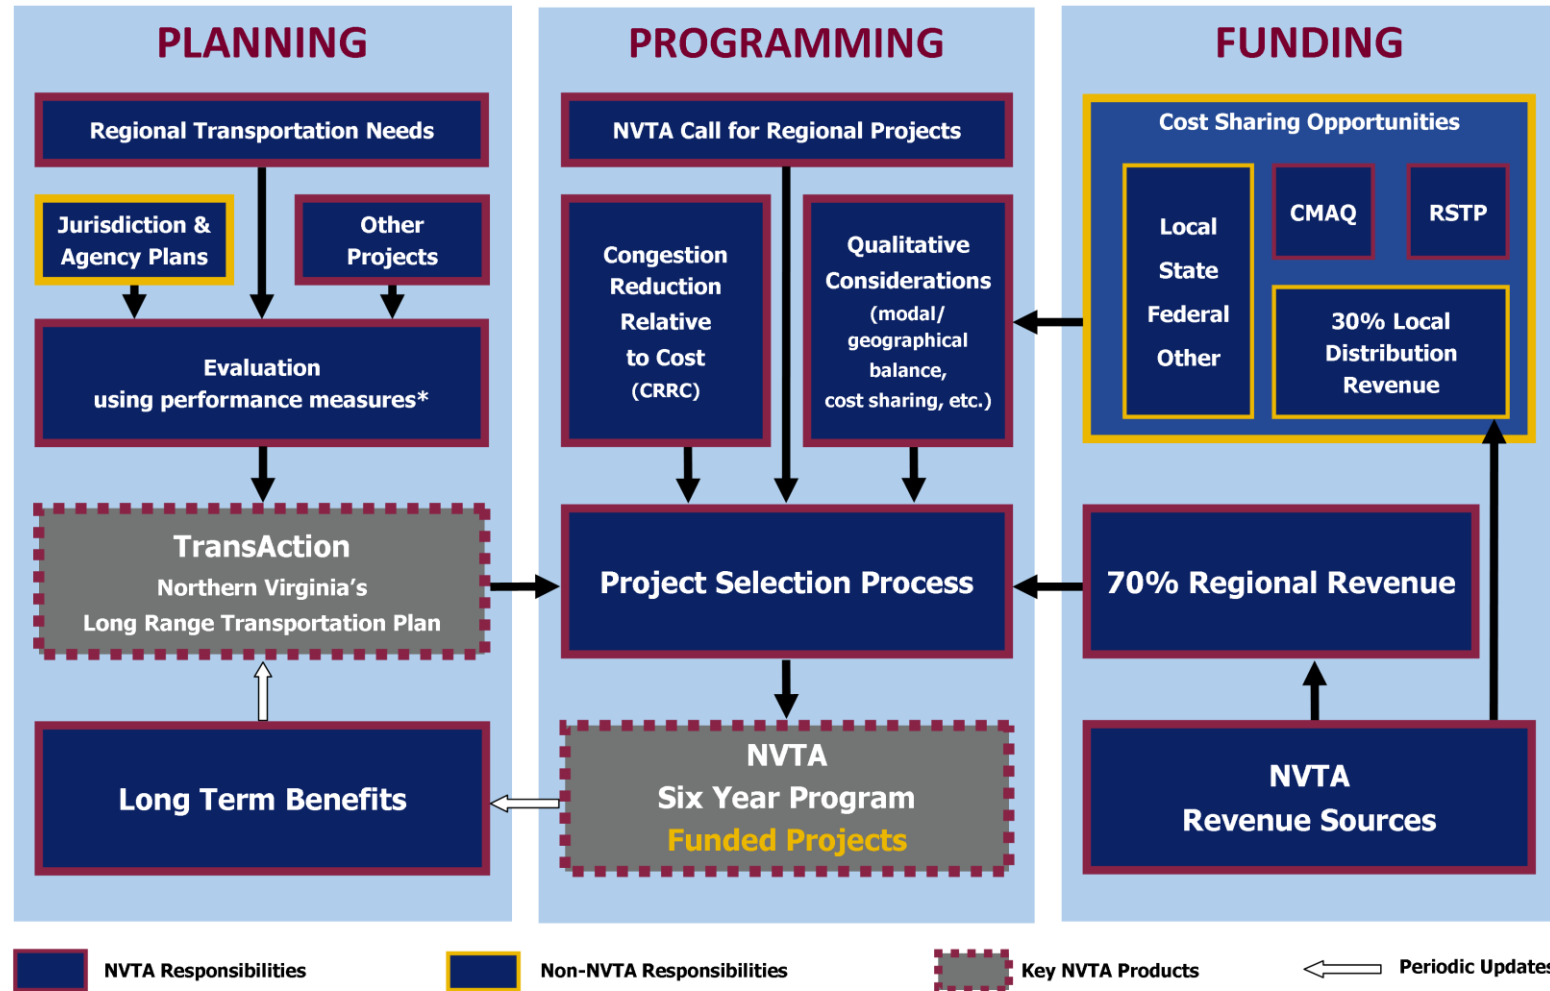 PLANNING
Regional Transportation Needs
Jurisdiction &
Agency Plans
Other
Projects
Evaluation
using performance measures*
TransAction
Northern Virginia’s
Long Range Transportation Plan
Long Term Benefits
PROGRAMMING
NVTA Call for Regional Projects
Congestion
Reduction
Relative
to Cost
(CRRC)
Qualitative
Considerations
(modal/
geographical
balance,
cost sharing, etc.)
Project Selection Process
NVTA
Six Year Program
Funded Projects
FUNDING
Cost Sharing Opportunities
Local
State
Federal
Other
CMAQ
RSTP
30% Local
Distribution
Revenue
70% Regional Revenue
NVTA
Revenue Sources
NVTA Responsibilities
Non-NVTA Responsibilities
Key NVTA Products
Periodic Updates